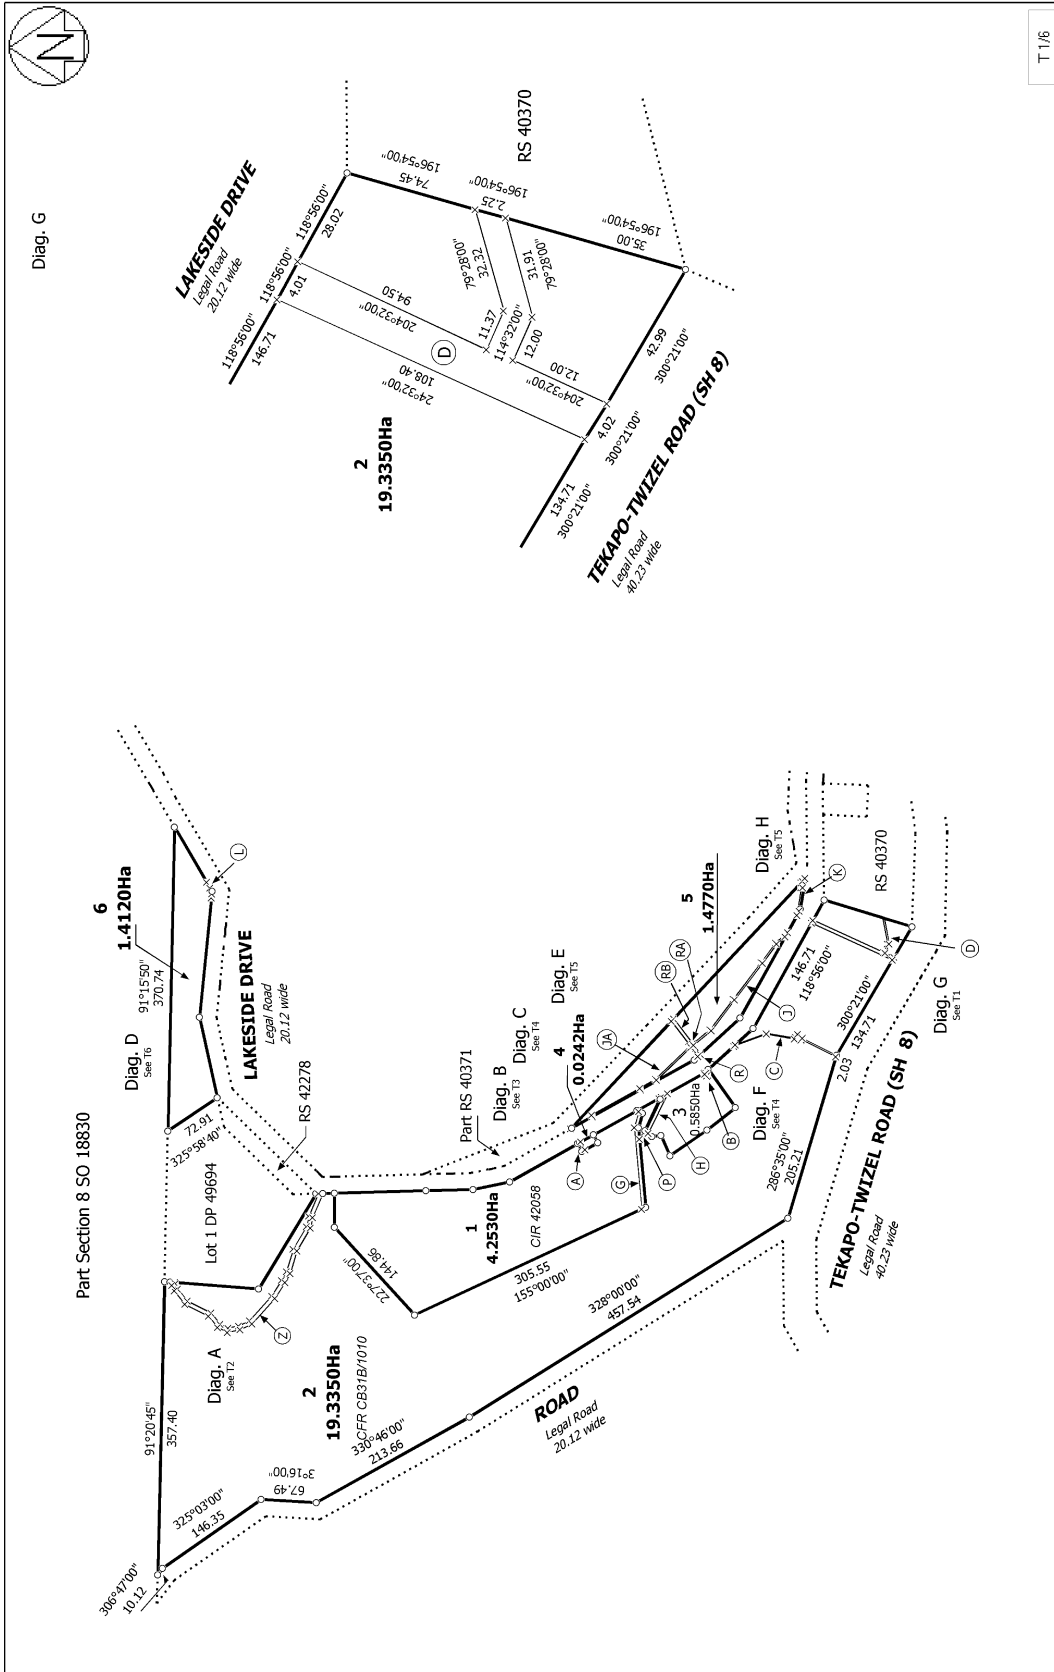 N
T 1/6
Diag. G
LAKESIDE DRIVE
Legal Road
20.12 wide
118°56'00"
146.71
118°56'00"
4.01
118°56'00"
28.02
196°54'00"
74.45
196°54'00"
2.25
196°54'00"
35.00
RS 40370
79°28'00"
32.32
31.91
79°28'00"
94.50
204°32'00"
11.37
114°32'00"
12.00
D
24°32'00"
108.40
12.00
204°32'00"
2
19.3350Ha
134.71
300°21'00"
4.02
300°21'00"
42.99
300°21'00"
TEKAPO-TWIZEL ROAD (SH 8)
Legal Road
40.23 wide
Part Section 8 SO 18830
6
1.4120Ha
L
91°15'50"
370.74
Diag. D
See T6
LAKESIDE DRIVE
Legal Road
20.12 wide
RS 42278
72.91
325°58'40"
Lot 1 DP 49694
Part RS 40371
Diag. B
See T3
Diag. C
See T4
Diag. E
See T5
4
0.0242Ha
JA
RB
RA
5
1.4770Ha
Diag. H
See T5
K
RS 40370
D
146.71
118°56'00"
J
C
R
B
3
0.5850Ha
H
P
G
A
Diag. F
See T4
300°21'00"
134.71
Diag. G
See T1
2.03
286°35'00"
205.21
TEKAPO-TWIZEL ROAD (SH 8)
Legal Road
40.23 wide
1
4.2530Ha
CIR 42058
227°37'00"
144.86
305.55
155°00'00"
328°00'00"
457.54
Z
Diag. A
See T2
2
19.3350Ha
CFR CB31B/1010
91°20'45"
357.40
330°46'00"
213.66
3°16'00"
67.49
325°03'00"
146.35
306°47'00"
10.12
ROAD
Legal Road
20.12 wide